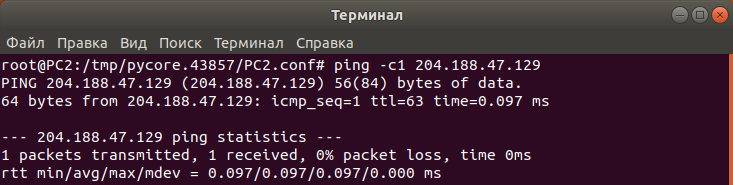 Терминал
Файл Правка Вид Поиск Терминал Справка
root@PC2:/tmp/pycore.43857/PC2.conf# ping -c1 204.188.47.129
PING 204.188.47.129 (204.188.47.129) 56(84) bytes of data.
64 bytes from 204.188.47.129: icmp_seq=1 ttl=63 time=0.097 ms
--- 204.188.47.129 ping statistics ---
1 packets transmitted, 1 received, 0% packet loss, time 0ms
rtt min/avg/max/mdev = 0.097/0.097/0.097/0.000 ms